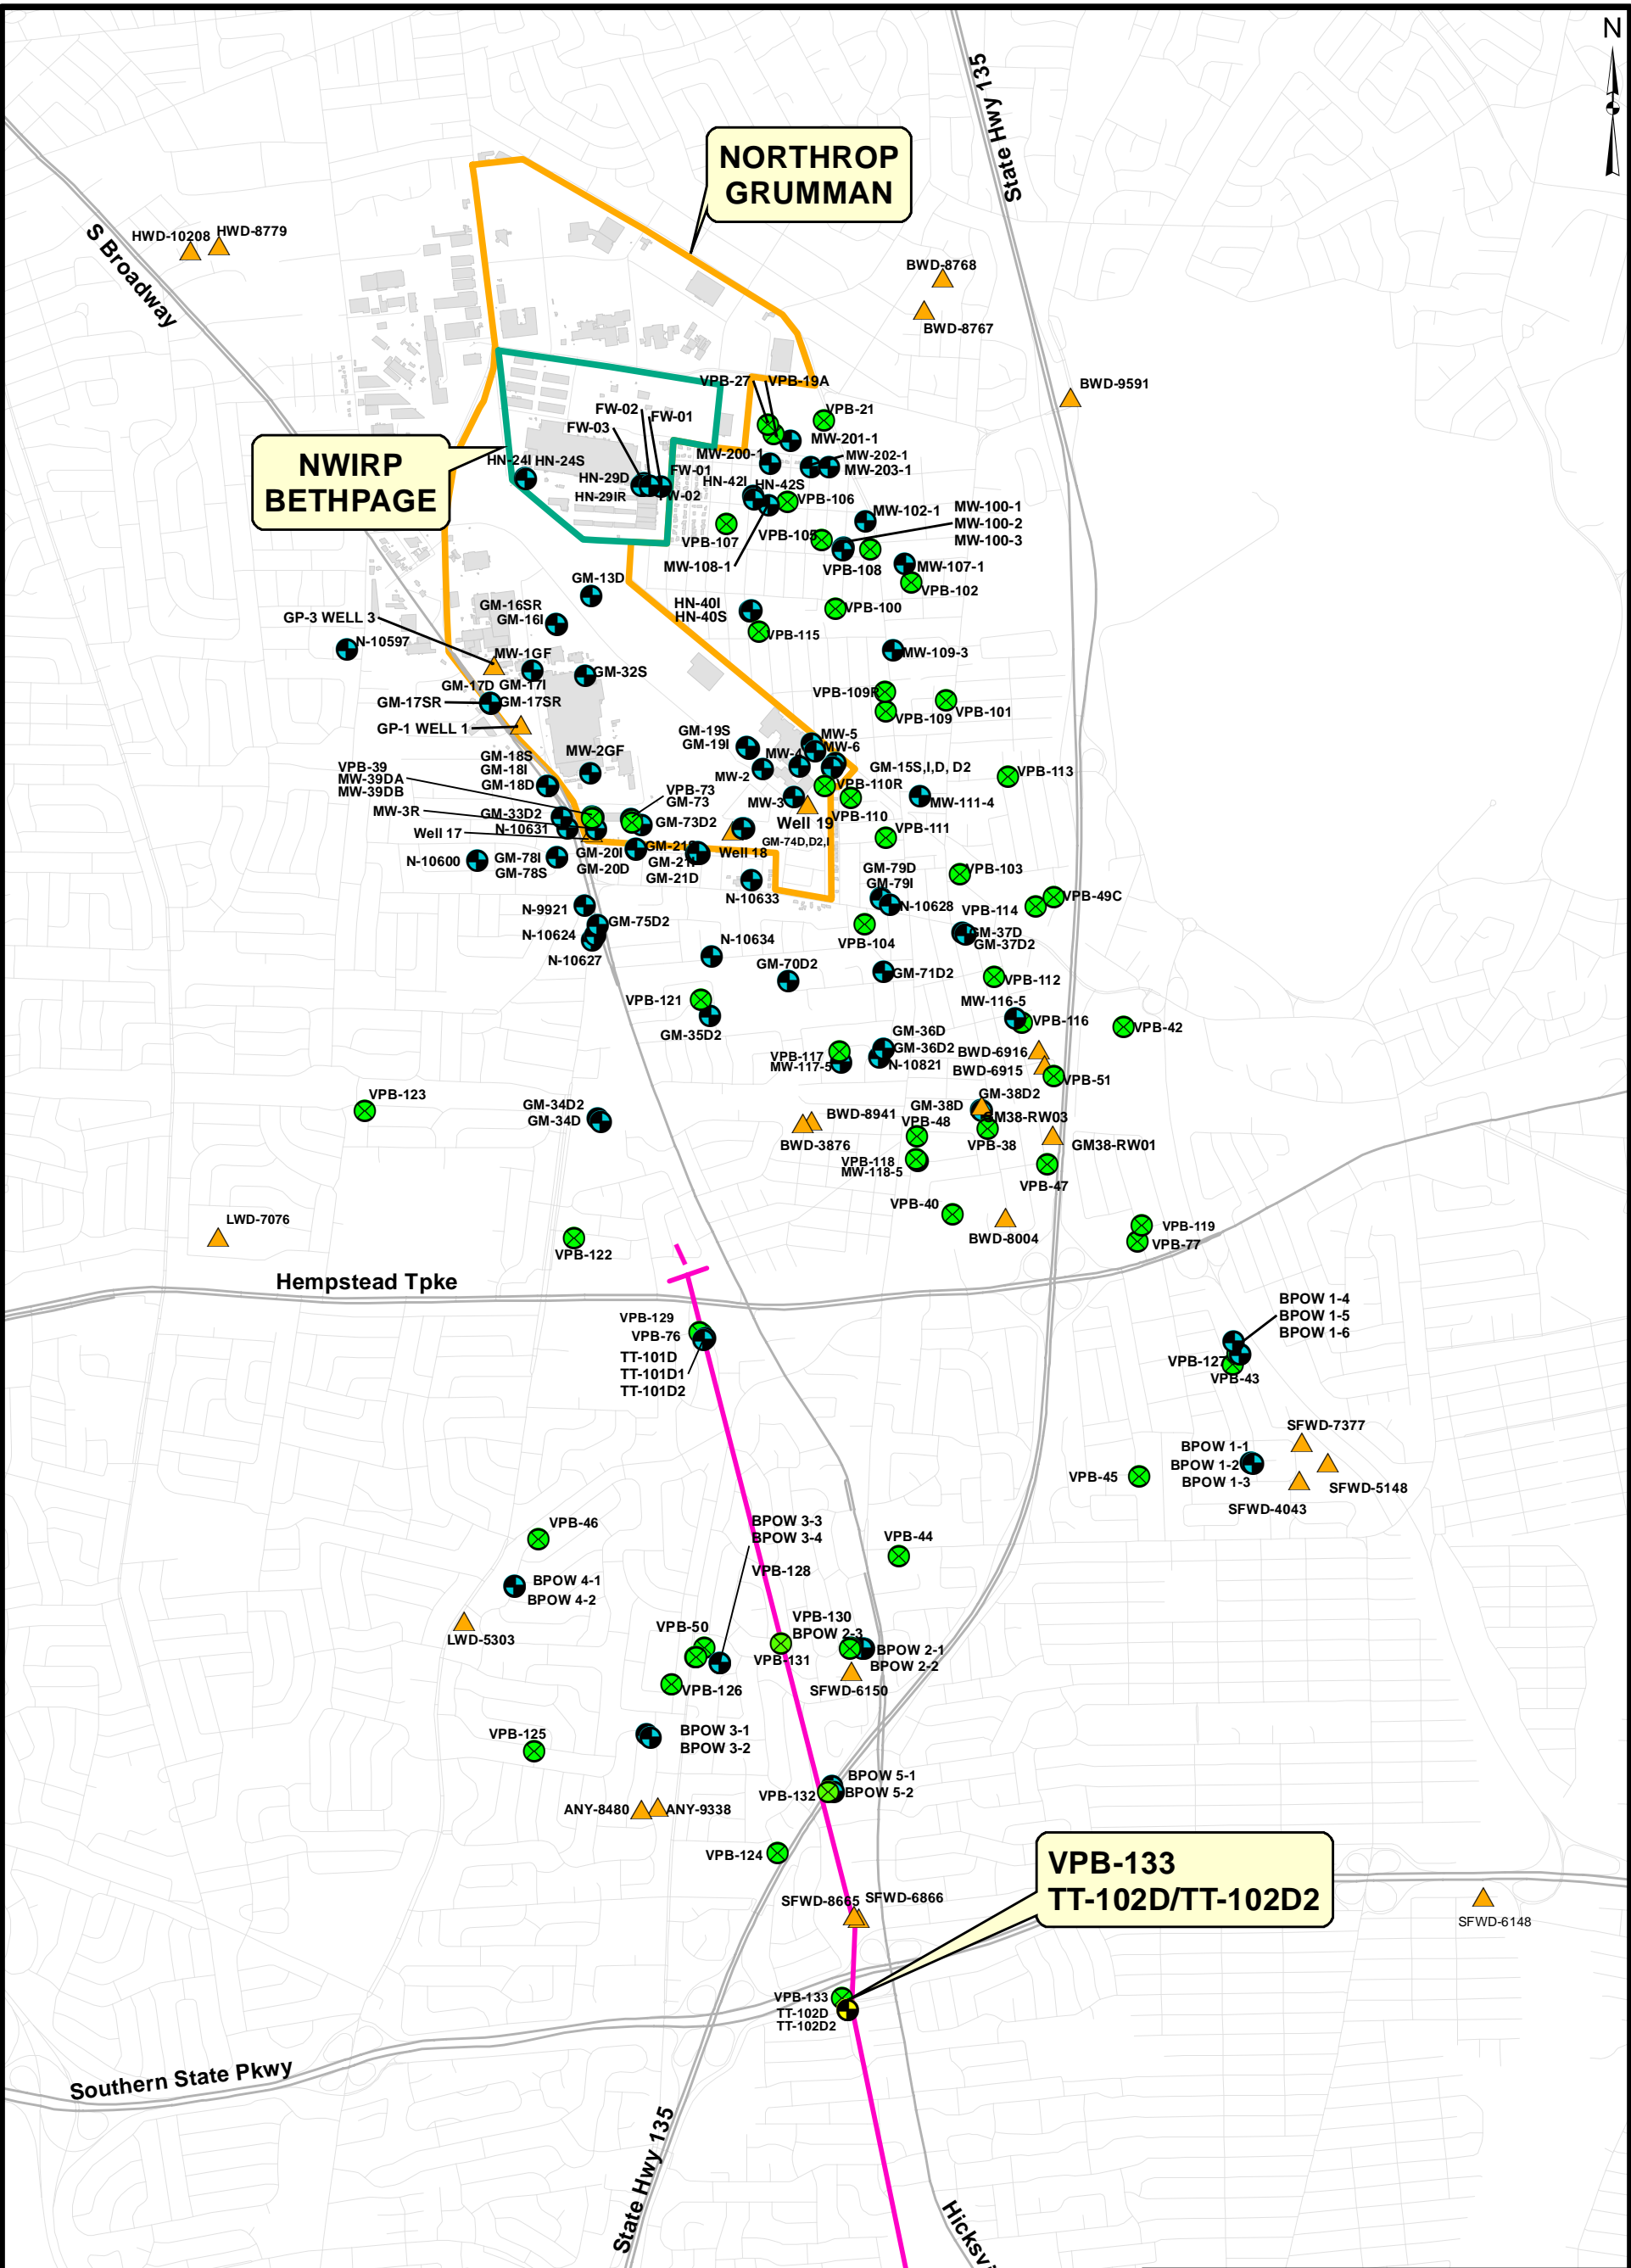 N
State Hwy 135
NORTHROP
GRUMMAN
HWD-10208
HWD-8779
S Broadway
BWD-8768
BWD-8767
BWD-9591
VPB-27
VPB-19A
VPB-21
FW-02
FW-01
FW-03
MW-201-1
MW-200-1
MW-202-1
MW-203-1
NWIRP
BETHPAGE
HN-24I
HN-24S
HN-29D
HN-29IR
FW-01
FW-02
HN-42I
HN-42S
VPB-106
MW-102-1
MW-100-1
MW-100-2
MW-100-3
VPB-107
VPB-105
MW-108-1
VPB-108
MW-107-1
VPB-102
GM-13D
GM-16SR
GM-16I
HN-40I
HN-40S
VPB-100
GP-3 WELL 3
N-10597
VPB-115
MW-109-3
MW-1GF
GM-32S
GM-17D
GM-17I
GM-17SR
GM-17SR
VPB-109R
VPB-109
VPB-101
GP-1 WELL 1
GM-19S
GM-19I
MW-5
MW-6
MW-4
GM-18S
GM-18I
GM-18D
MW-2GF
MW-2
GM-15S,I,D, D2
VPB-113
VPB-39
MW-39DA
MW-39DB
VPB-73
GM-73
VPB-110R
MW-3
MW-111-4
VPB-110
MW-3R
GM-33D2
GM-73D2
Well 19
Well 17
N-10631
VPB-111
GM-74D,D2,I
N-10600
GM-78I
GM-78S
GM-20I
GM-20D
GM-21S
GM-21I
GM-21D
Well 18
GM-79D
GM-79I
VPB-103
N-10633
N-10628
VPB-49C
VPB-114
N-9921
GM-75D2
N-10624
N-10627
VPB-104
GM-37D
GM-37D2
N-10634
GM-70D2
GM-71D2
VPB-112
VPB-121
GM-35D2
MW-116-5
VPB-116
VPB-42
GM-36D
GM-36D2
VPB-117
MW-117-5
N-10821
BWD-6916
BWD-6915
VPB-51
VPB-123
GM-34D2
GM-34D
GM-38D2
GM-38D
GM38-RW03
BWD-8941
BWD-3876
VPB-48
VPB-38
GM38-RW01
VPB-118
MW-118-5
VPB-47
VPB-40
LWD-7076
BWD-8004
VPB-119
VPB-77
VPB-122
Hempstead Tpke
BPOW 1-4
BPOW 1-5
BPOW 1-6
VPB-129
VPB-76
TT-101D
TT-101D1
TT-101D2
VPB-127
VPB-43
SFWD-7377
BPOW 1-1
BPOW 1-2
BPOW 1-3
SFWD-5148
SFWD-4043
VPB-45
VPB-46
BPOW 3-3
BPOW 3-4
VPB-44
VPB-128
BPOW 4-1
BPOW 4-2
LWD-5303
VPB-50
VPB-130
BPOW 2-3
VPB-131
BPOW 2-1
BPOW 2-2
VPB-126
SFWD-6150
VPB-125
BPOW 3-1
BPOW 3-2
BPOW 5-1
BPOW 5-2
VPB-132
ANY-8480
ANY-9338
VPB-124
VPB-133
TT-102D/TT-102D2
SFWD-8665
SFWD-6866
SFWD-6148
VPB-133
TT-102D
TT-102D2
Southern State Pkwy
State Hwy 135
Hicksvi